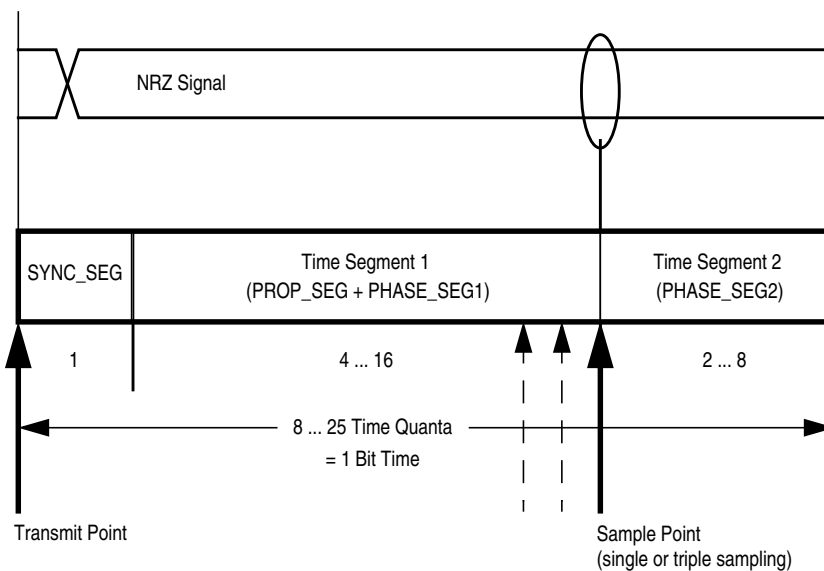 NRZ Signal
SYNC_SEG
Time Segment 1
(PROP_SEG + PHASE_SEG1)
Time Segment 2
(PHASE_SEG2)
1
4 ... 16
2 ... 8
8 ... 25 Time Quanta
= 1 Bit Time
Transmit Point
Sample Point
(single or triple sampling)